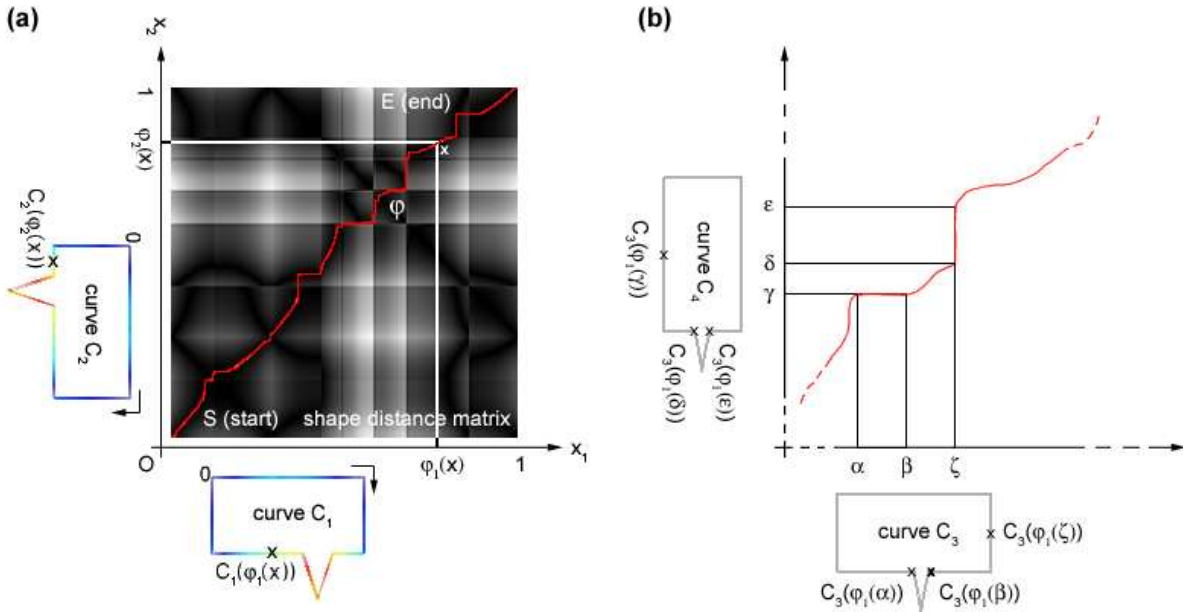 (a)
x₂
1
φ₂(x)
0
E (end)
x
φ
S (start)
shape distance matrix
O
φ₁(x)
1
x₁
C₂(φ₂(x))
x
curve C₂
0
curve C₁
x
C₁(φ₁(x))
(b)
ε
δ
γ
α
β
ζ
C₃(φ₁(γ))
x
curve C₄
x x
C₃(φ₁(δ))
C₃(φ₁(ε))
curve C₃
x
C₃(φ₁(ζ))
x x
C₃(φ₁(α))
C₃(φ₁(β))